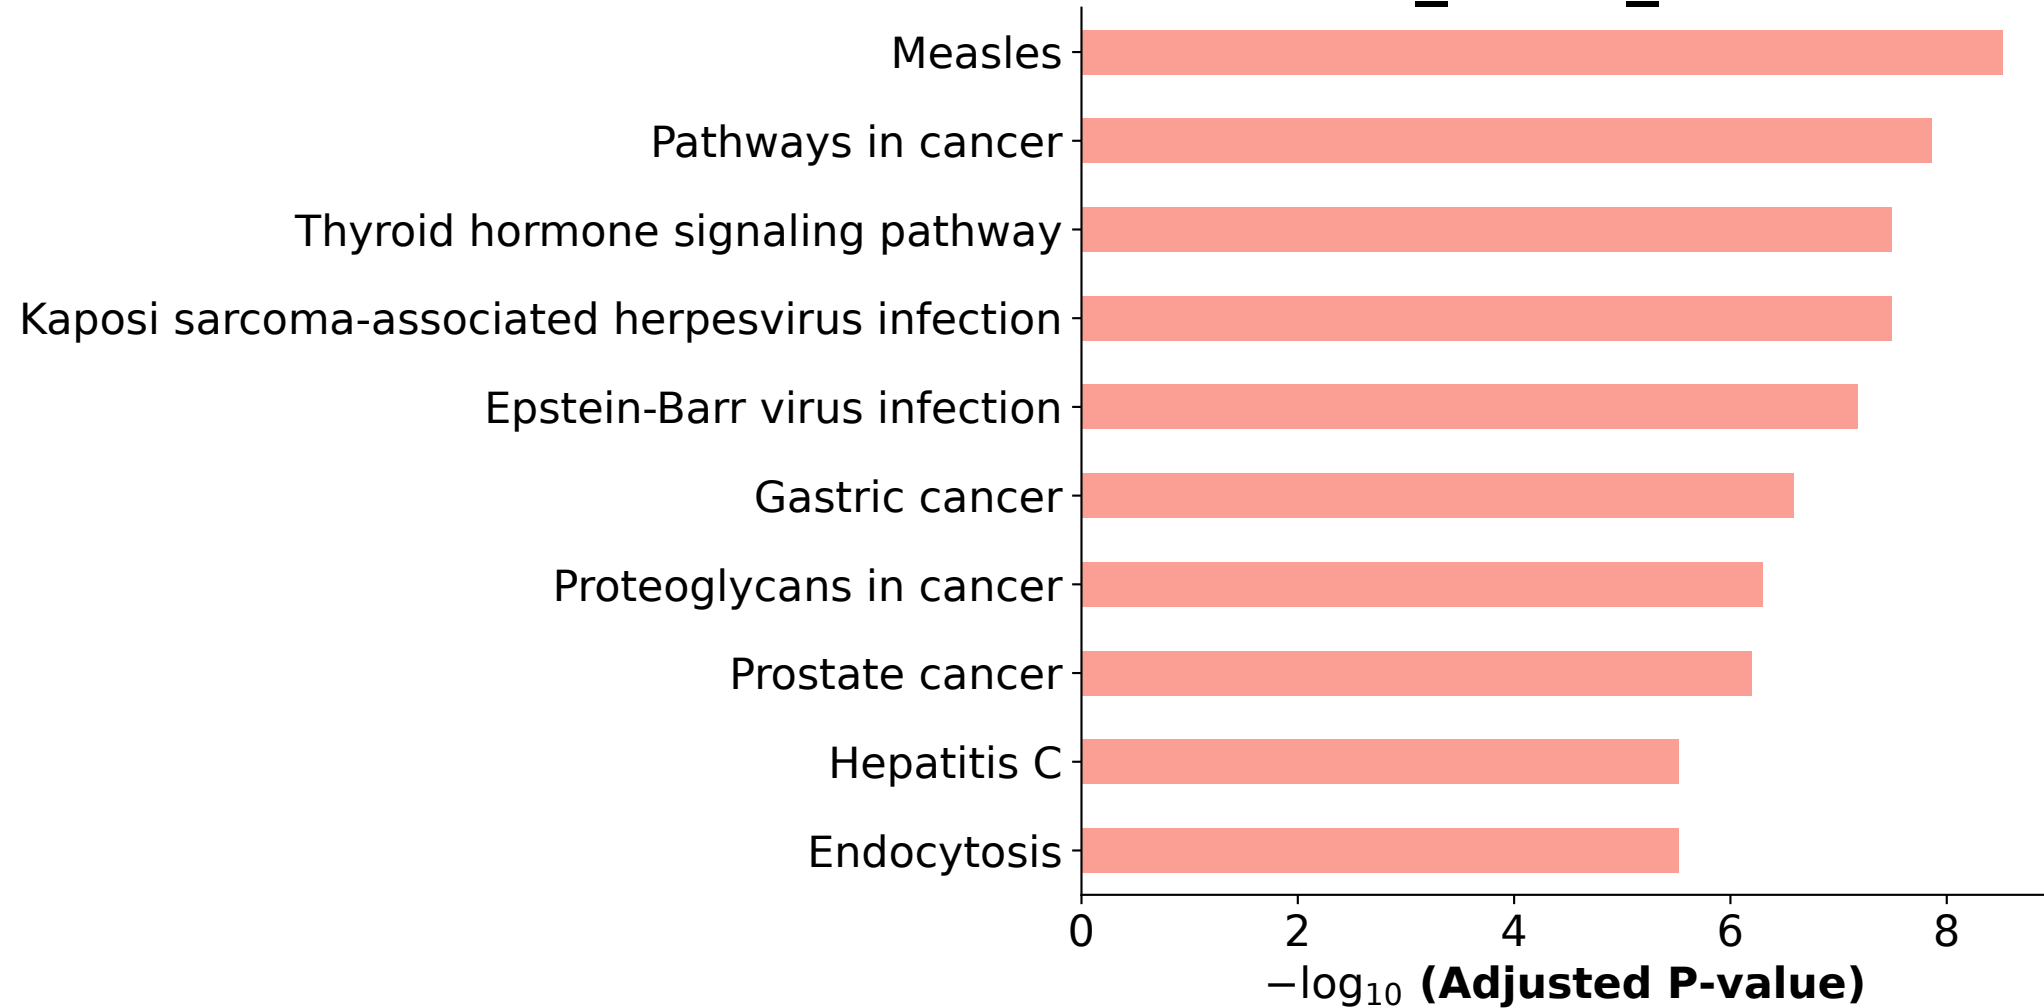 Measles
Pathways in cancer
Thyroid hormone signaling pathway
Kaposi sarcoma-associated herpesvirus infection
Epstein-Barr virus infection
Gastric cancer
Proteoglycans in cancer
Prostate cancer
Hepatitis C
Endocytosis
0 2 4 6 8
−log₁₀ (Adjusted P-value)